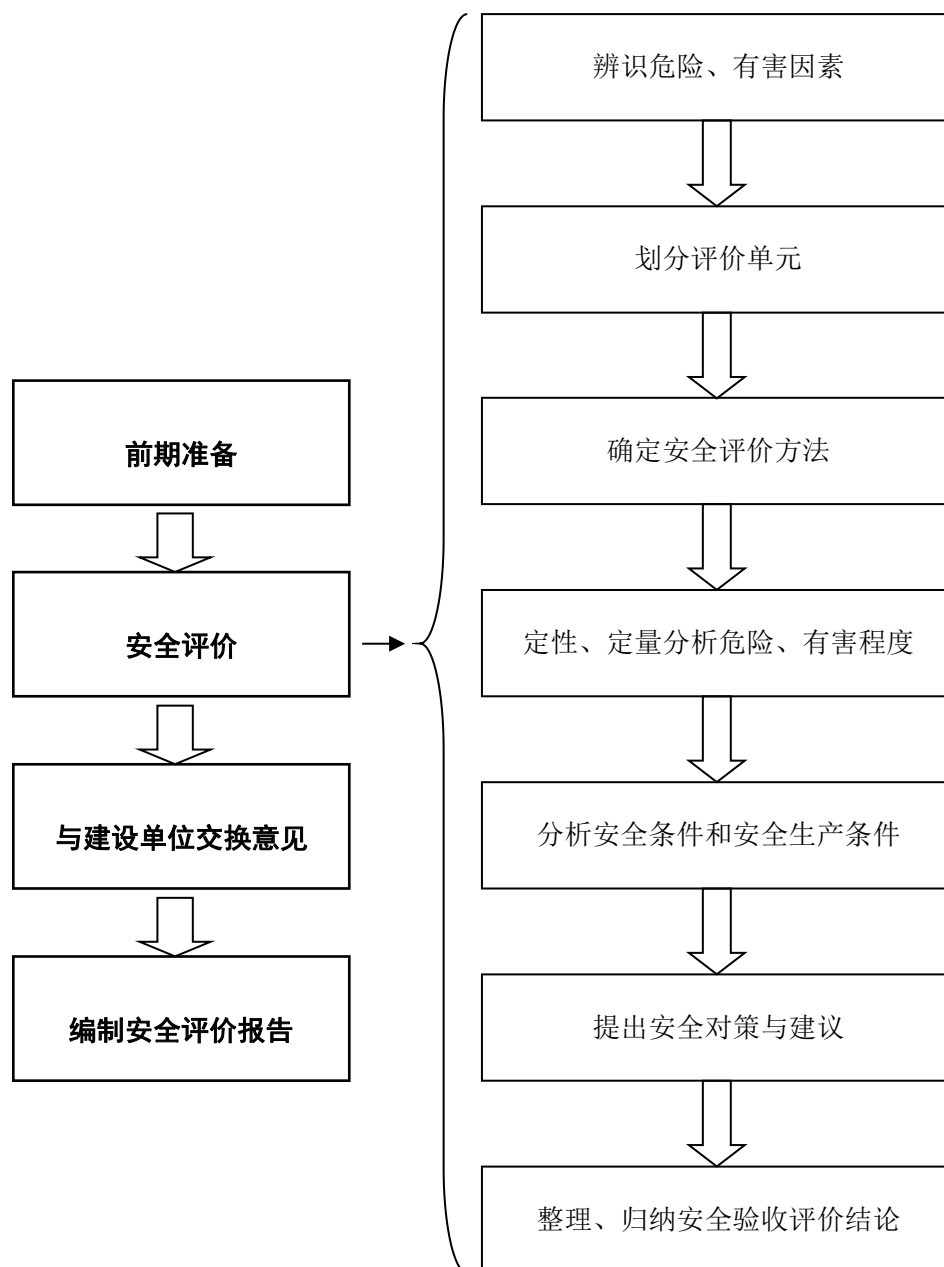 前期准备
安全评价
与建设单位交换意见
编制安全评价报告
辨识危险、有害因素
划分评价单元
确定安全评价方法
定性、定量分析危险、有害程度
分析安全条件和安全生产条件
提出安全对策与建议
整理、归纳安全验收评价结论